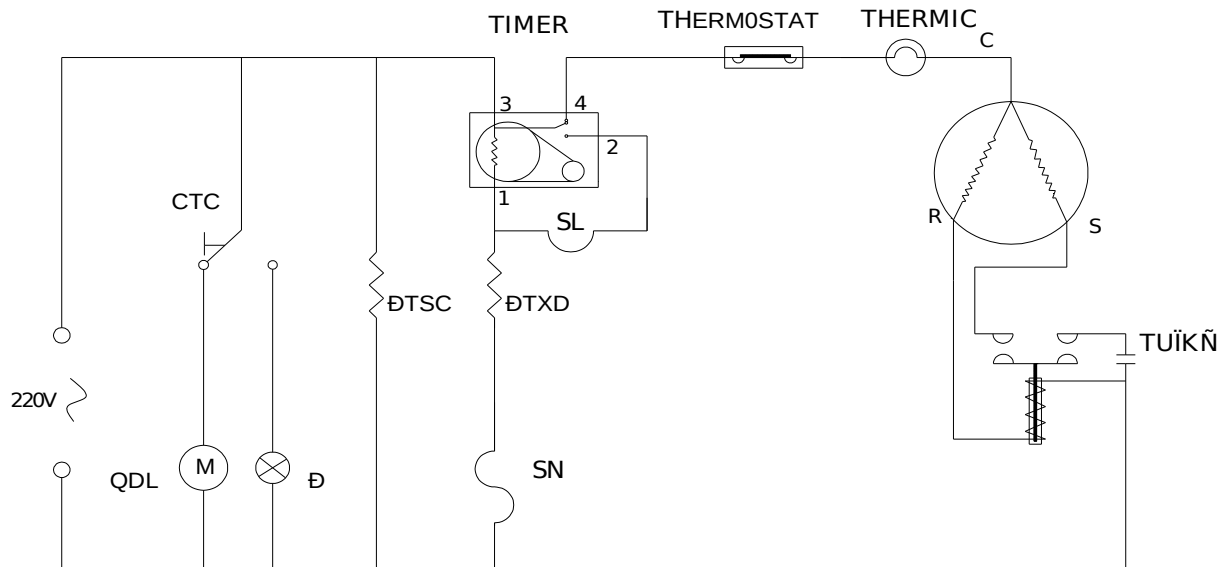 TIMER
THERM0STAT
THERMIC
C
3
4
2
1
CTC
SL
R
S
ĐTSC
ĐTXD
TUÏKÑ
220V
QDL
M
Đ
SN